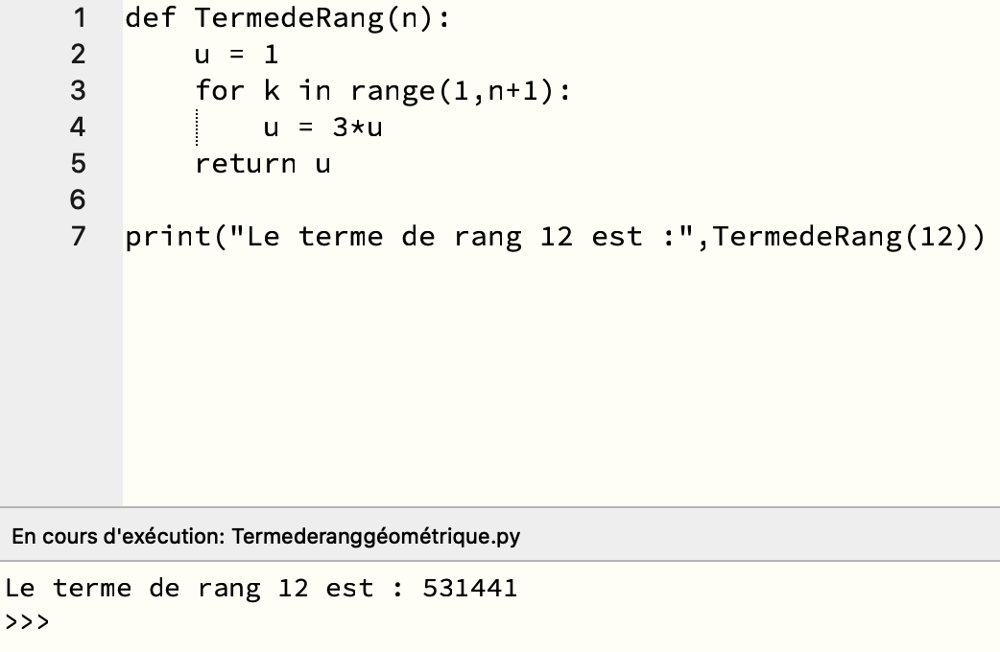 1 def TermedeRang(n):
2     u = 1
3     for k in range(1,n+1):
4         u = 3*u
5     return u
6
7 print("Le terme de rang 12 est :",TermedeRang(12))
En cours d'exécution: Termederanggéométrique.py
Le terme de rang 12 est : 531441
>>>